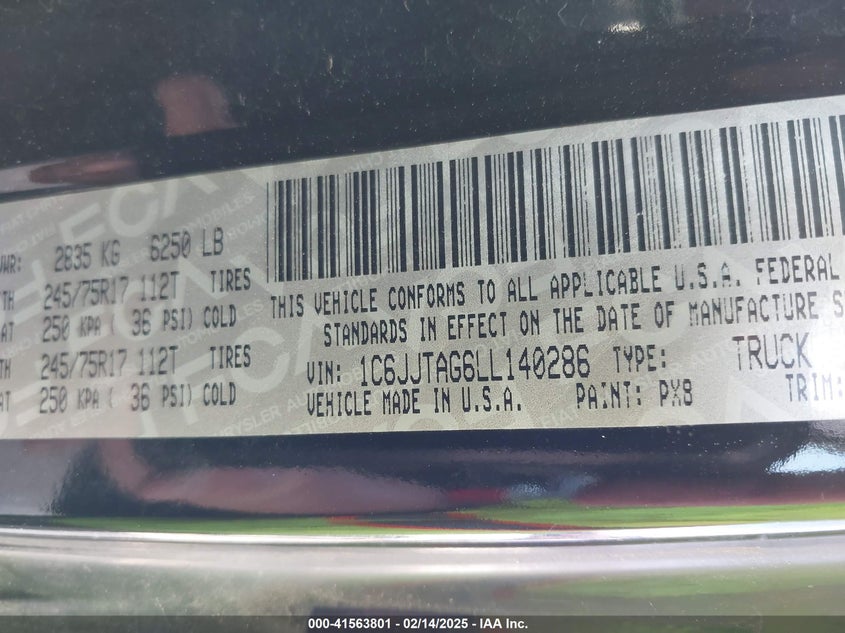 VWR: 2835 KG 6250 LB
TH 245/75R17 112T TIRES
AT 250 KPA ( 36 PSI) COLD
TH 245/75R17 112T TIRES
AT 250 KPA ( 36 PSI) COLD
THIS VEHICLE CONFORMS TO ALL APPLICABLE U.S.A. FEDERAL
STANDARDS IN EFFECT ON THE DATE OF MANUFACTURE S
VIN: 1C6JJTAG6LL140286 TYPE: TRUCK
VEHICLE MADE IN U.S.A. PAINT: PX8 TRIM:
000-41563801 - 02/14/2025 - IAA Inc.